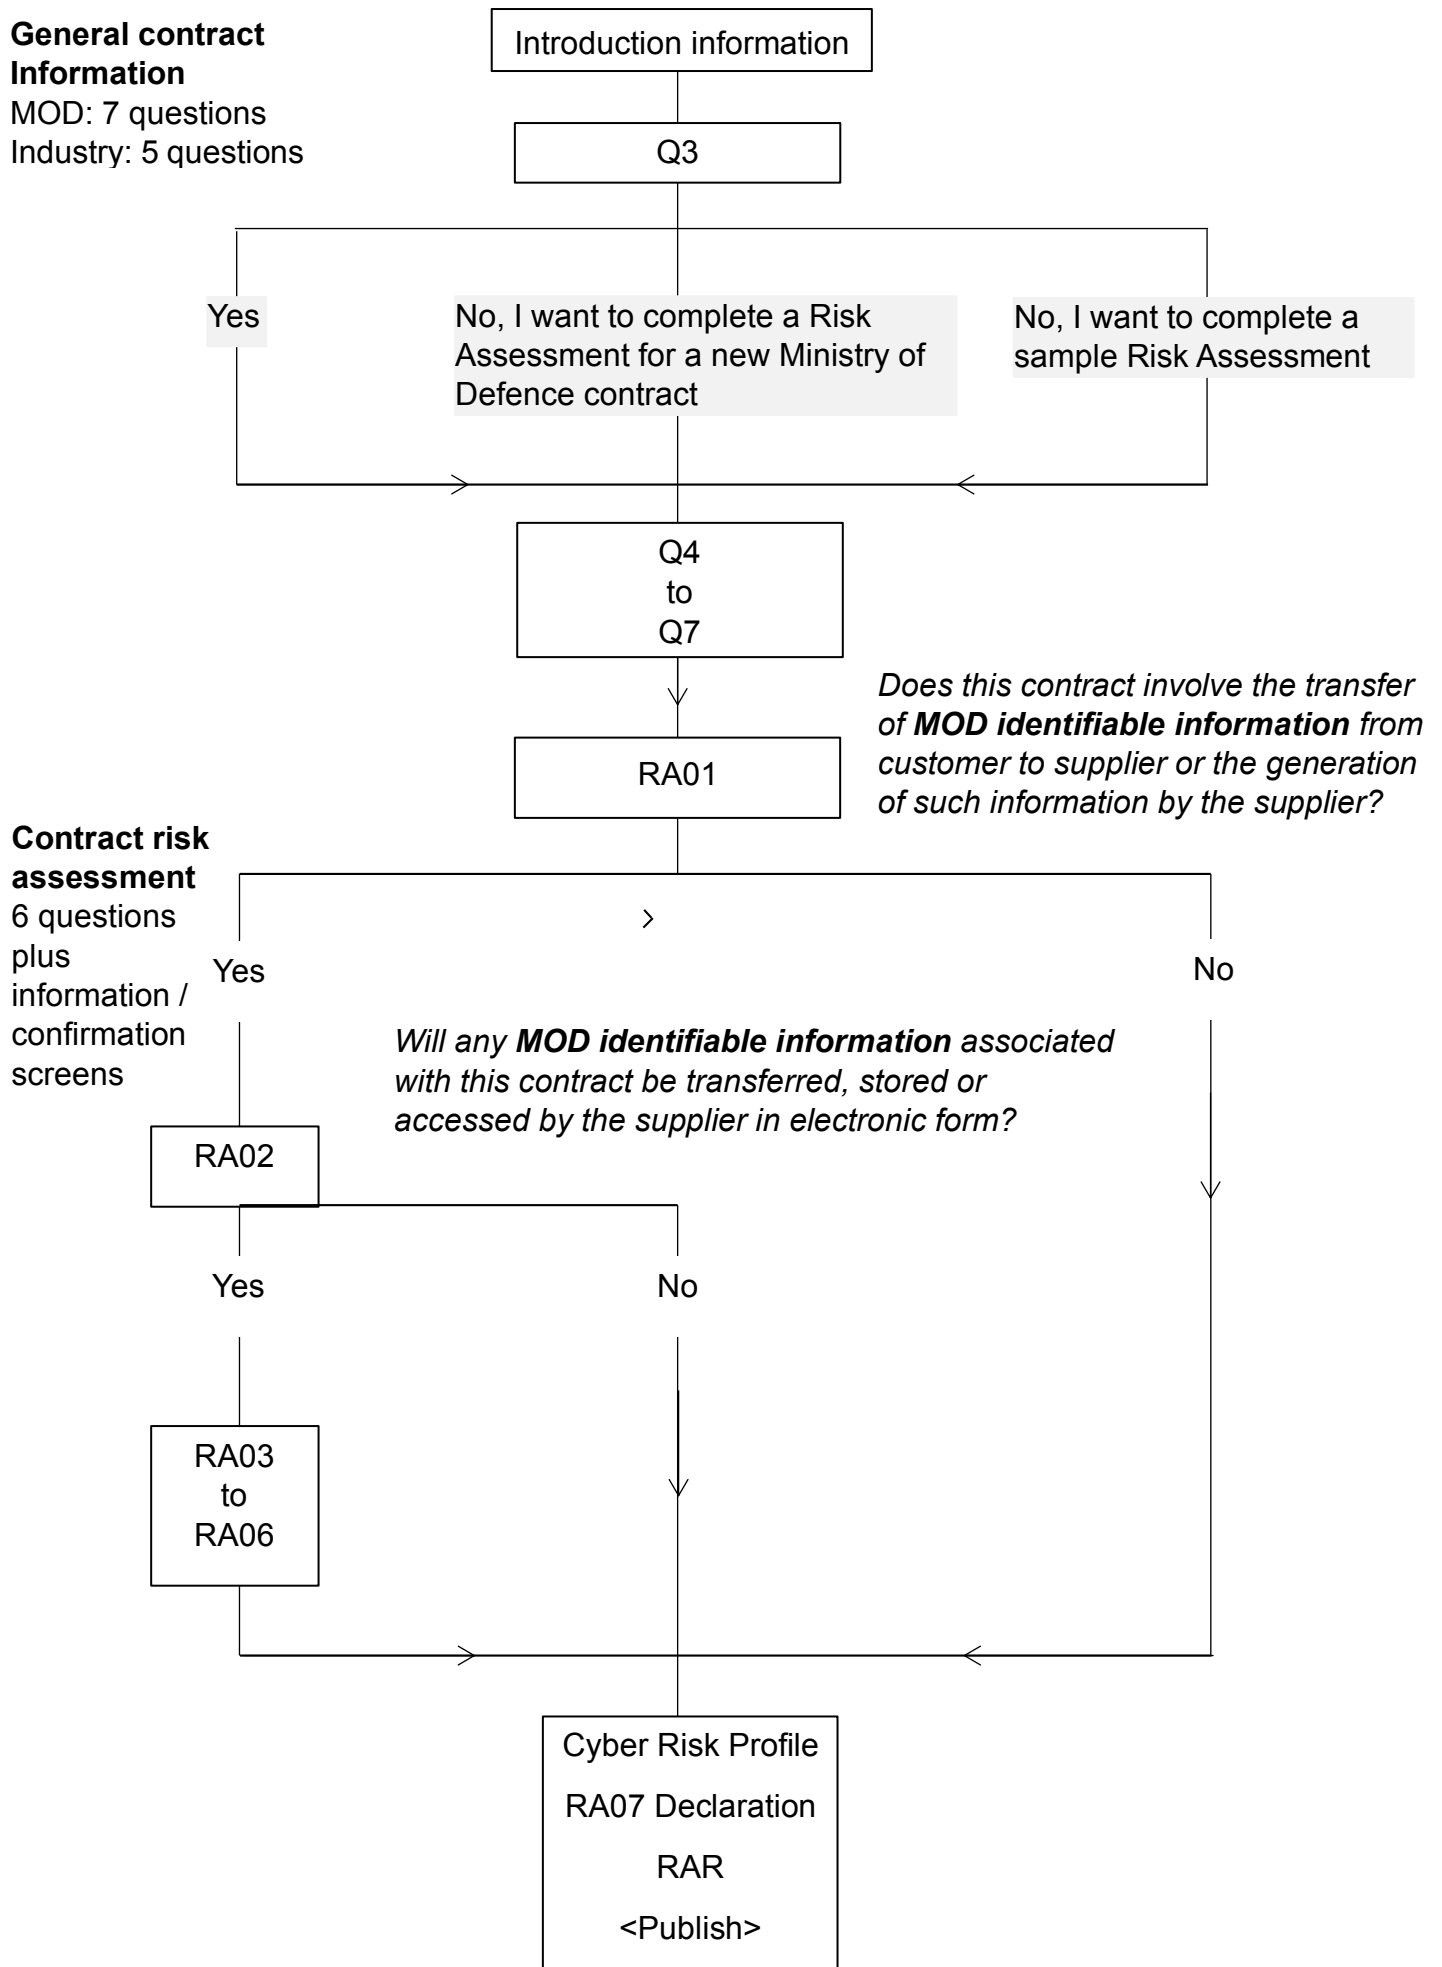 General contract
Information
MOD: 7 questions
Industry: 5 questions
Introduction information
Q3
Yes
No, I want to complete a Risk
Assessment for a new Ministry of
Defence contract
No, I want to complete a
sample Risk Assessment
Q4
to
Q7
Does this contract involve the transfer
of MOD identifiable information from
customer to supplier or the generation
of such information by the supplier?
RA01
Contract risk
assessment
6 questions
plus
information /
confirmation
screens
Yes
No
Will any MOD identifiable information associated
with this contract be transferred, stored or
accessed by the supplier in electronic form?
RA02
Yes
No
RA03
to
RA06
Cyber Risk Profile
RA07 Declaration
RAR
<Publish>